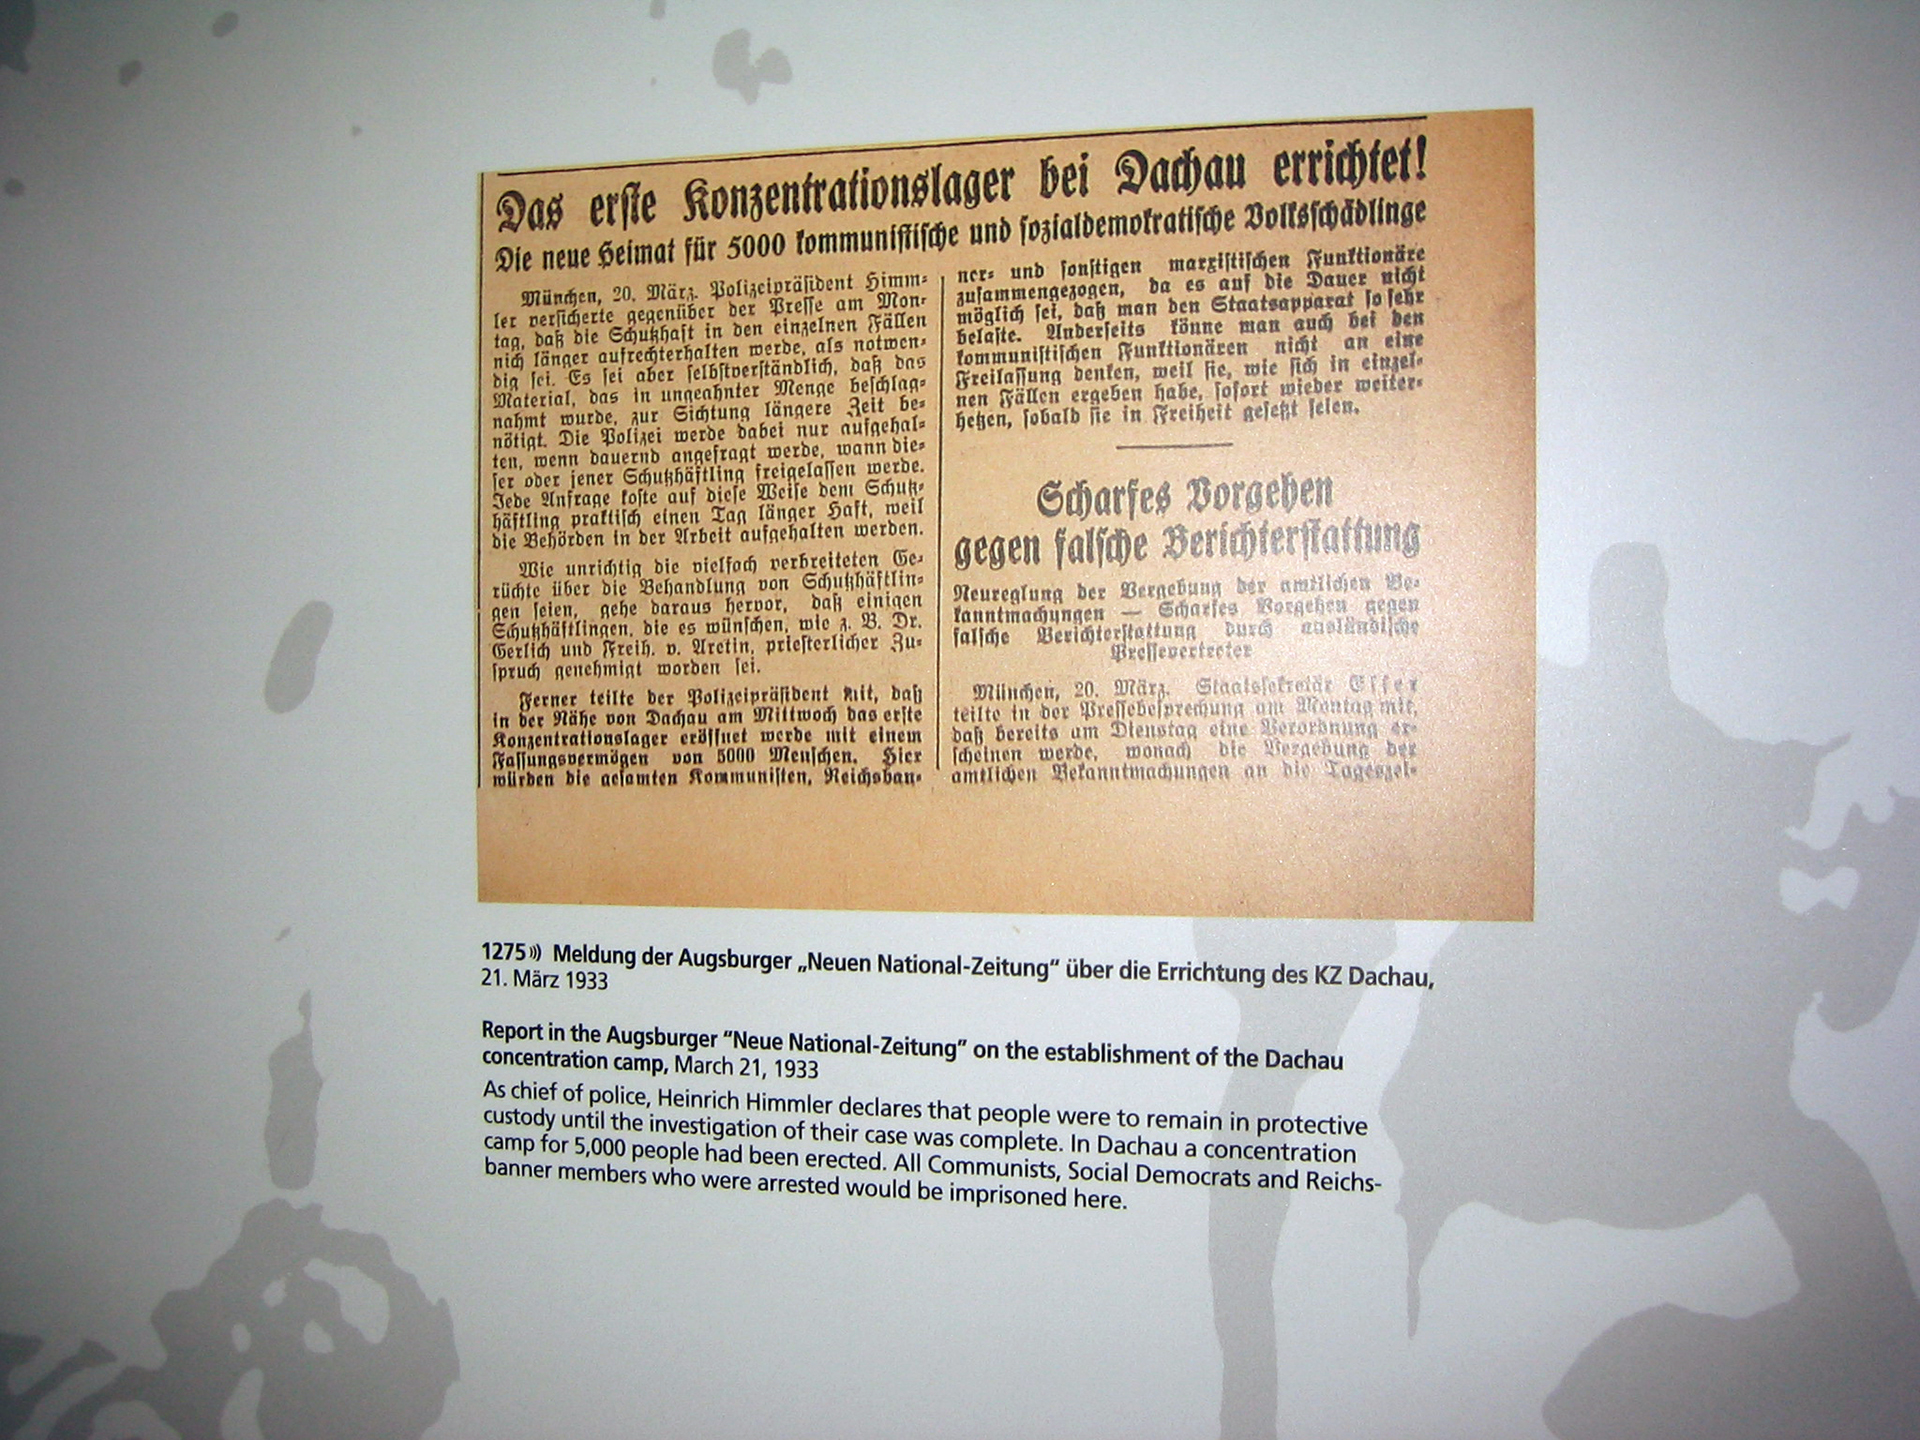 Das erste Konzentrationslager bei Dachau errichtet!
Die neue Heimat für 5000 kommunistische und sozialdemokratische Volksschädlinge
München, 20. März. Polizeipräsident Himm-
ler versicherte gegenüber der Presse am Mon-
tag, daß die Schutzhaft in den einzelnen Fällen
nich länger aufrechterhalten werde, als notwen-
dig sei. Es sei aber selbstverständlich, daß das
Material, das in ungeahnter Menge beschlag-
nahmt wurde, zur Sichtung längere Zeit be-
nötigt. Die Polizei werde dabei nur aufgehal-
ten, wenn dauernd angefragt werde, wann die-
ser oder jener Schutzhäftling freigelassen werde.
Jede Anfrage koste auf diese Weise dem Schutz-
häftling praktisch einen Tag länger Haft, weil
die Behörden in der Arbeit aufgehalten werden.
Wie unrichtig die vielfach verbreiteten Ge-
rüchte über die Behandlung von Schutzhäftlin-
gen seien, gehe daraus hervor, daß einigen
Schutzhäftlingen, die es wünschen, wie z. B. Dr.
Gerlich und Freih. v. Aretin, priesterlicher Zu-
spruch genehmigt worden sei.
Ferner teilte der Polizeipräsident mit, daß
in der Nähe von Dachau am Mittwoch das erste
Konzentrationslager eröffnet werde mit einem
Fassungsvermögen von 5000 Menschen. Hier
würden die gesamten Kommunisten, Reichsban-
ner- und sonstigen marxistischen Funktionäre
zusammengezogen, da es auf die Dauer nicht
möglich sei, daß man den Staatsapparat so sehr
belaste. Anderseits könne man auch bei den
kommunistischen Funktionären nicht an eine
Freilassung denken, weil sie, wie sich in einzel-
nen Fällen ergeben habe, sofort wieder weiter-
hetzen, sobald sie in Freiheit gesetzt seien.
Scharfes Vorgehen
gegen falsche Berichterstattung
Neureglung der Vergebung der amtlichen Be-
kanntmachungen — Scharfes Vorgehen gegen
falsche Berichterstattung durch ausländische
Pressevertreter
München, 20. März. Staatssekretär Esser
teilte in der Pressebesprechung am Montag mit,
daß bereits am Dienstag eine Verordnung er-
scheinen werde, wonach die Vergebung der
amtlichen Bekanntmachungen an die Tageszei-
1275 Meldung der Augsburger „Neuen National-Zeitung“ über die Errichtung des KZ Dachau,
21. März 1933
Report in the Augsburger “Neue National-Zeitung” on the establishment of the Dachau
concentration camp, March 21, 1933
As chief of police, Heinrich Himmler declares that people were to remain in protective
custody until the investigation of their case was complete. In Dachau a concentration
camp for 5,000 people had been erected. All Communists, Social Democrats and Reichs-
banner members who were arrested would be imprisoned here.